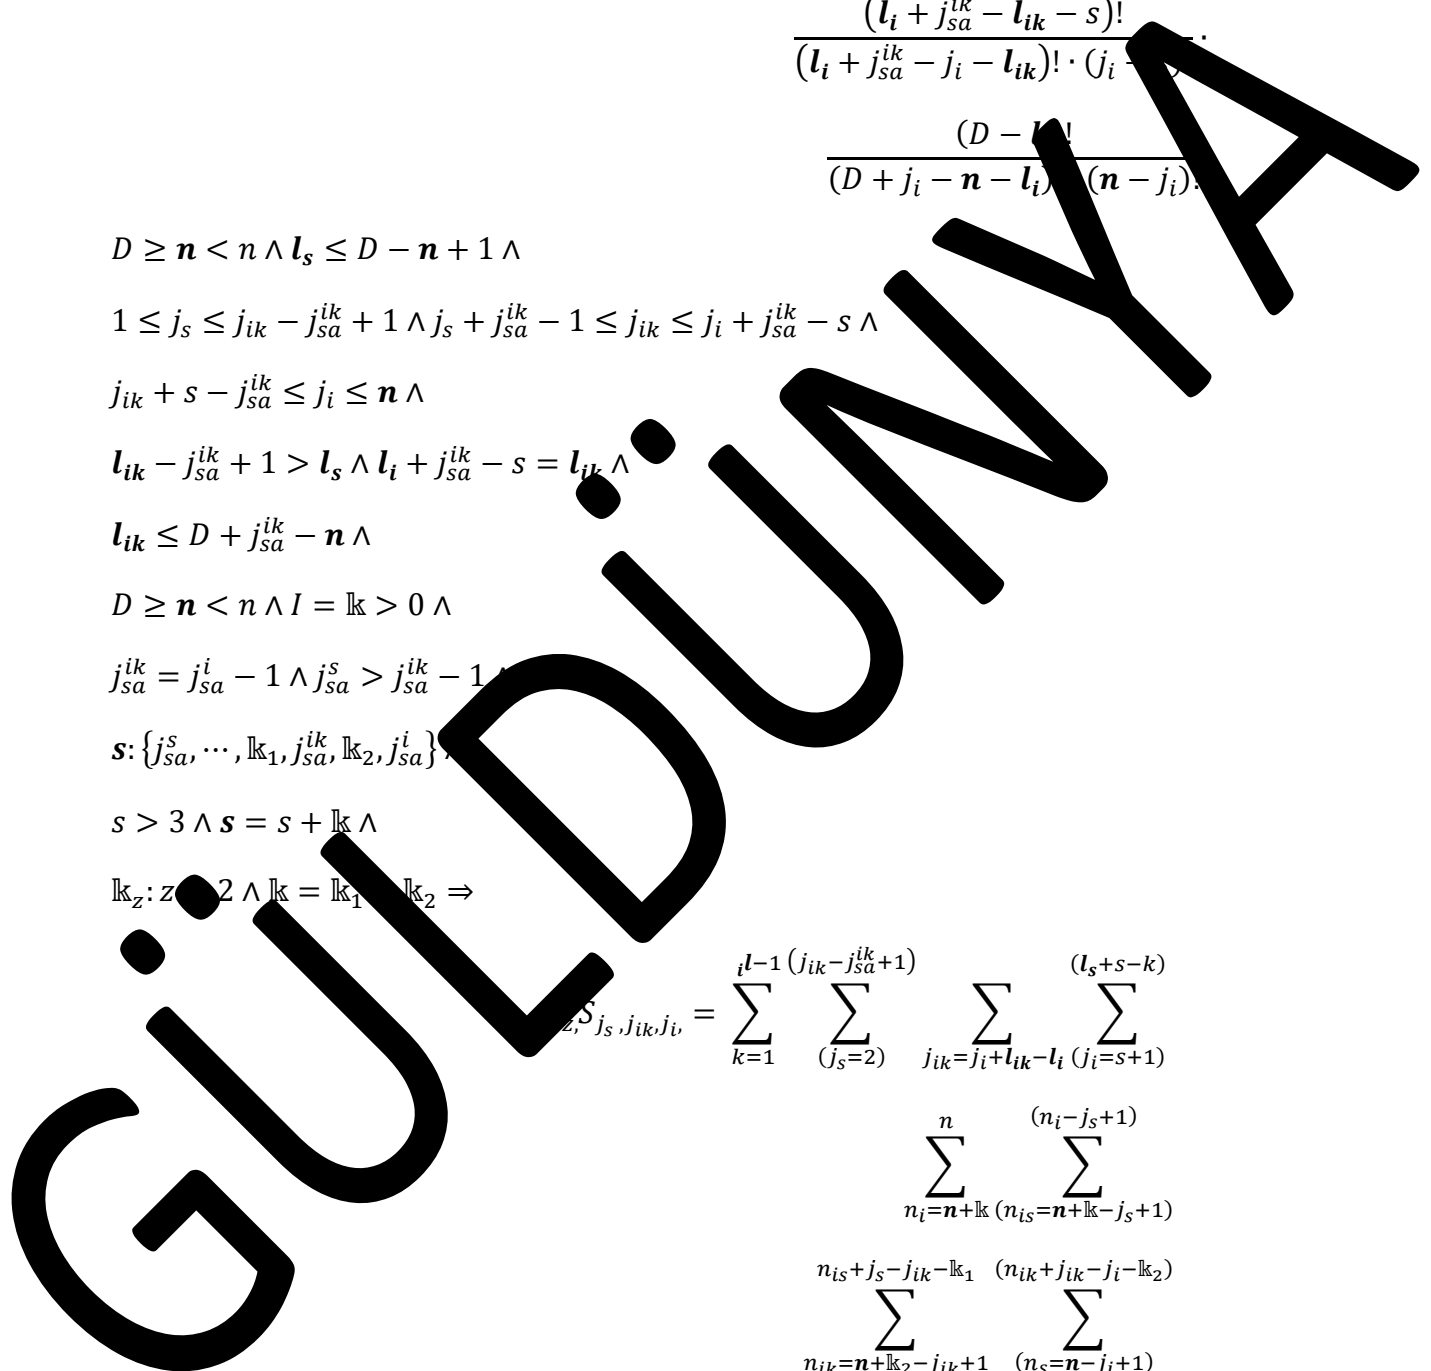 (l_i + j_sa^ik − l_ik − s)!
(l_i + j_sa^ik − j_i − l_ik)! · (j_i
(D −
(D + j_i − n − l_i) (n − j_i)!
D ≥ n < n ∧ l_s ≤ D − n + 1 ∧
1 ≤ j_s ≤ j_ik − j_sa^ik + 1 ∧ j_s + j_sa^ik − 1 ≤ j_ik ≤ j_i + j_sa^ik − s ∧
j_ik + s − j_sa^ik ≤ j_i ≤ n ∧
l_ik − j_sa^ik + 1 > l_s ∧ l_i + j_sa^ik − s = l_ik ∧
l_ik ≤ D + j_sa^ik − n ∧
D ≥ n < n ∧ I = 𝕜 > 0 ∧
j_sa^ik = j_sa^i − 1 ∧ j_sa^s > j_sa^ik − 1
s: {j_sa^s, ⋯ , 𝕜_1, j_sa^ik, 𝕜_2, j_sa^i}
s > 3 ∧ s = s + 𝕜 ∧
𝕜_z: z 2 ∧ 𝕜 = 𝕜_1 𝕜_2 ⇒
_il−1 (j_ik−j_sa^ik+1) (l_s+s−k)
S_{j_s ,j_ik,j_i,} = ∑ ∑ ∑ ∑
k=1 (j_s=2) j_ik=j_i+l_ik−l_i (j_i=s+1)
n (n_i−j_s+1)
∑ ∑
n_i=n+𝕜 (n_is=n+𝕜−j_s+1)
n_is+j_s−j_ik−𝕜_1 (n_ik+j_ik−j_i−𝕜_2)
∑ ∑
n_ik=n+𝕜_2−j_ik+1 (n_s=n−j_i+1)
GÜLDÜNYA